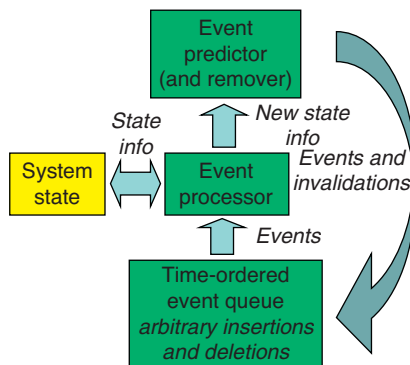 Event
predictor
(and remover)
State
info
New state
info
Events and
invalidations
System
state
Event
processor
Events
Time-ordered
event queue
arbitrary insertions
and deletions